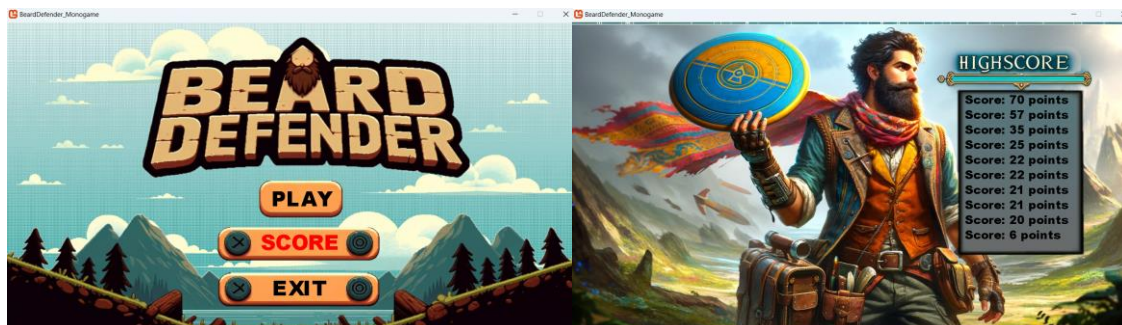 BeardDefender_Monogame
BEARD
DEFENDER
PLAY
SCORE
EXIT
BeardDefender_Monogame
HIGHSCORE
Score: 70 points
Score: 57 points
Score: 35 points
Score: 25 points
Score: 22 points
Score: 22 points
Score: 21 points
Score: 21 points
Score: 20 points
Score: 6 points